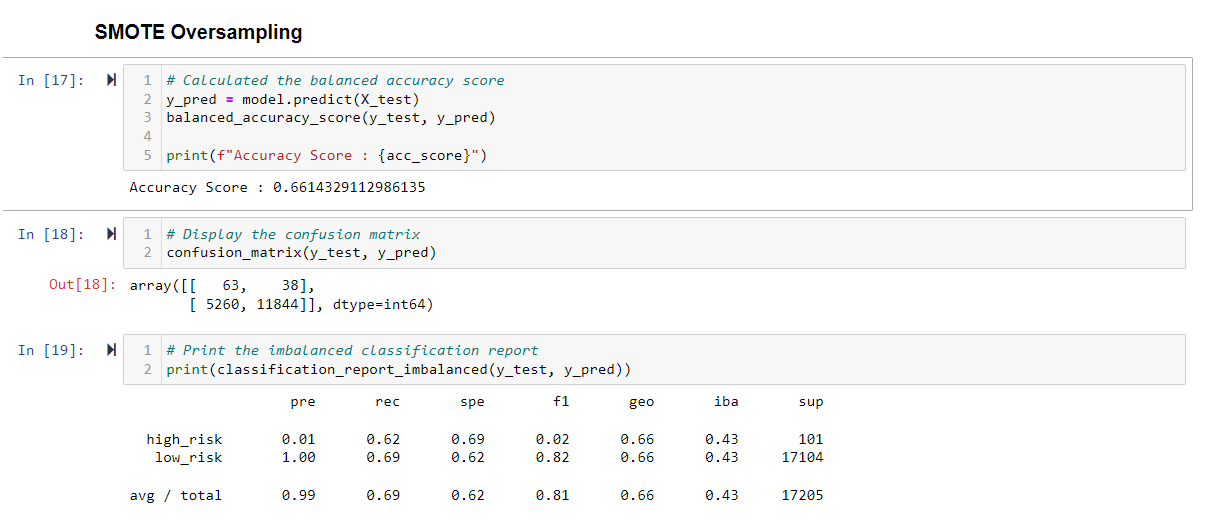 SMOTE Oversampling
In [17]:
1 # Calculated the balanced accuracy score
2 y_pred = model.predict(X_test)
3 balanced_accuracy_score(y_test, y_pred)
4
5 print(f"Accuracy Score : {acc_score}")
Accuracy Score : 0.6614329112986135
In [18]:
1 # Display the confusion matrix
2 confusion_matrix(y_test, y_pred)
Out[18]: array([[   63,    38],
       [ 5260, 11844]], dtype=int64)
In [19]:
1 # Print the imbalanced classification report
2 print(classification_report_imbalanced(y_test, y_pred))
pre rec spe f1 geo iba sup
high_risk 0.01 0.62 0.69 0.02 0.66 0.43 101
low_risk 1.00 0.69 0.62 0.82 0.66 0.43 17104
avg / total 0.99 0.69 0.62 0.81 0.66 0.43 17205